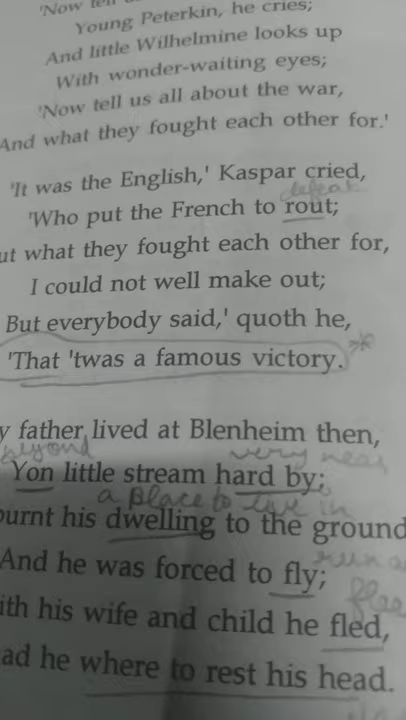 'Now tell
Young Peterkin, he cries;
And little Wilhelmine looks up
With wonder-waiting eyes;
'Now tell us all about the war,
And what they fought each other for.'
'It was the English,' Kaspar cried,
defeat
'Who put the French to rout;
ut what they fought each other for,
I could not well make out;
But everybody said,' quoth he,
'That 'twas a famous victory.'
y father lived at Blenheim then,
beyond very near
Yon little stream hard by;
a place to live in
burnt his dwelling to the ground
And he was forced to fly;
run a
flee
ith his wife and child he fled,
ad he where to rest his head.